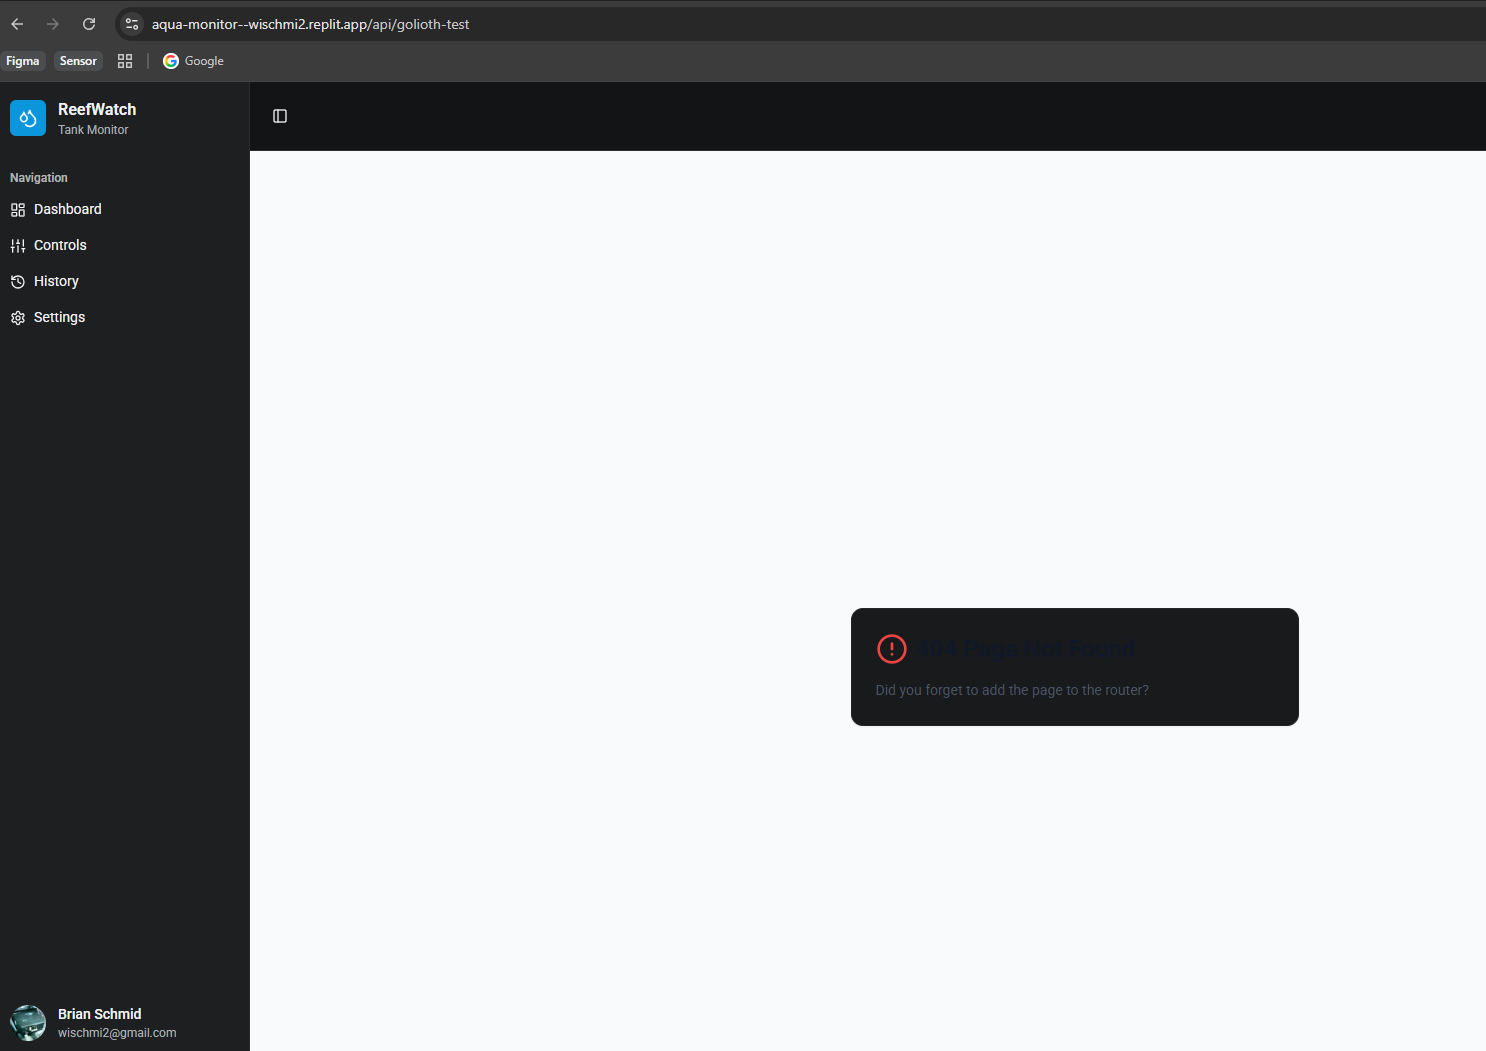 aqua-monitor--wischmi2.replit.app/api/golioth-test
Figma Sensor Google
ReefWatch
Tank Monitor
Navigation
Dashboard
Controls
History
Settings
404 Page Not Found
Did you forget to add the page to the router?
Brian Schmid
wischmi2@gmail.com